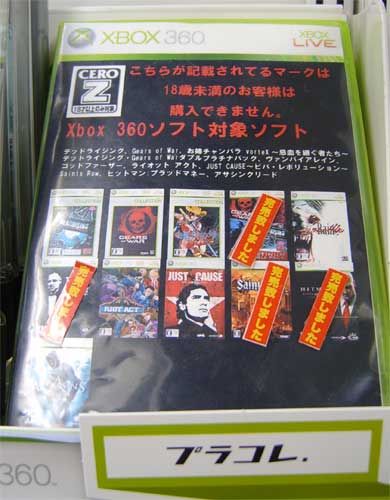 XBOX 360
XBOX
LIVE
CERO
Z
18才以上のみ対象
こちらが記載されてるマークは
18歳未満のお客様は
購入できません。
Xbox 360ソフト対象ソフト
デッドライジング, Gears of War, お姉チャンバラ vorteX ～忌血を継ぐ者たち～
デッドライジング・Gears of Warダブルプラチナパック, ヴァンパイアレイン,
ゴッドファーザー, ライオット アクト, JUST CAUSE～ビバ・レボリューション～
Saints Row, ヒットマン:ブラッドマネー, アサシンクリード
GEARS
OF WAR
完売致しました
完売致しました
RIOT ACT
JUST CAUSE
Saints
完売致しました
完売致しました
HITMAN
プラコレ.
360